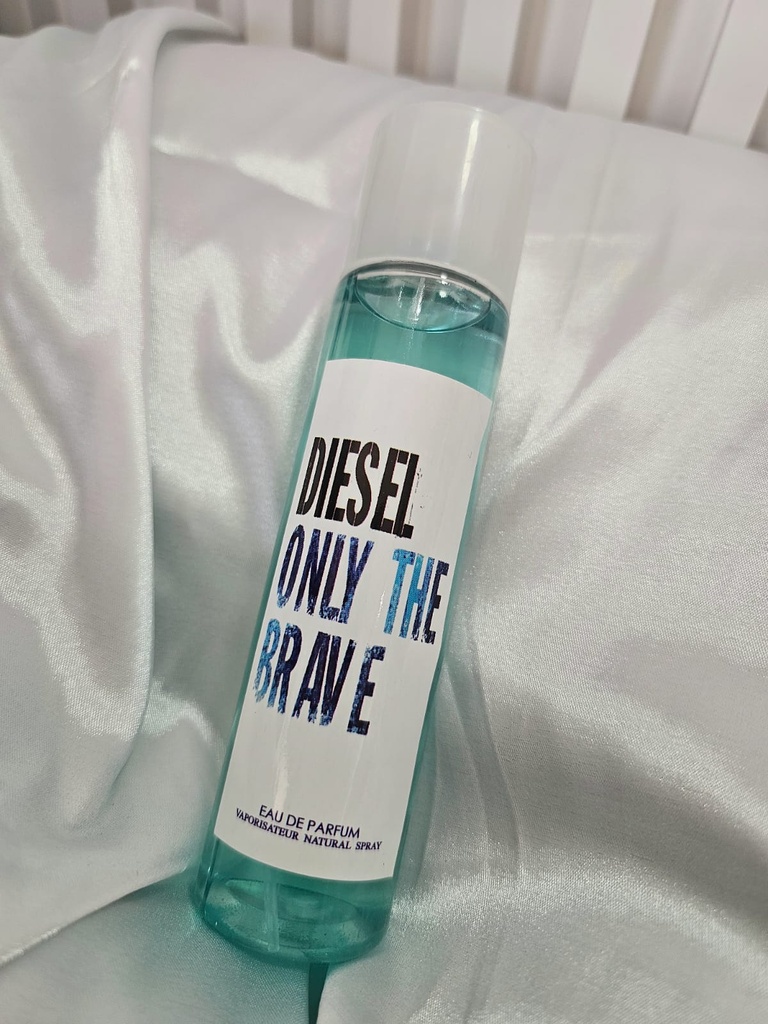 DIESEL
ONLY THE
BRAVE
EAU DE PARFUM
VAPORISATEUR NATURAL SPRAY